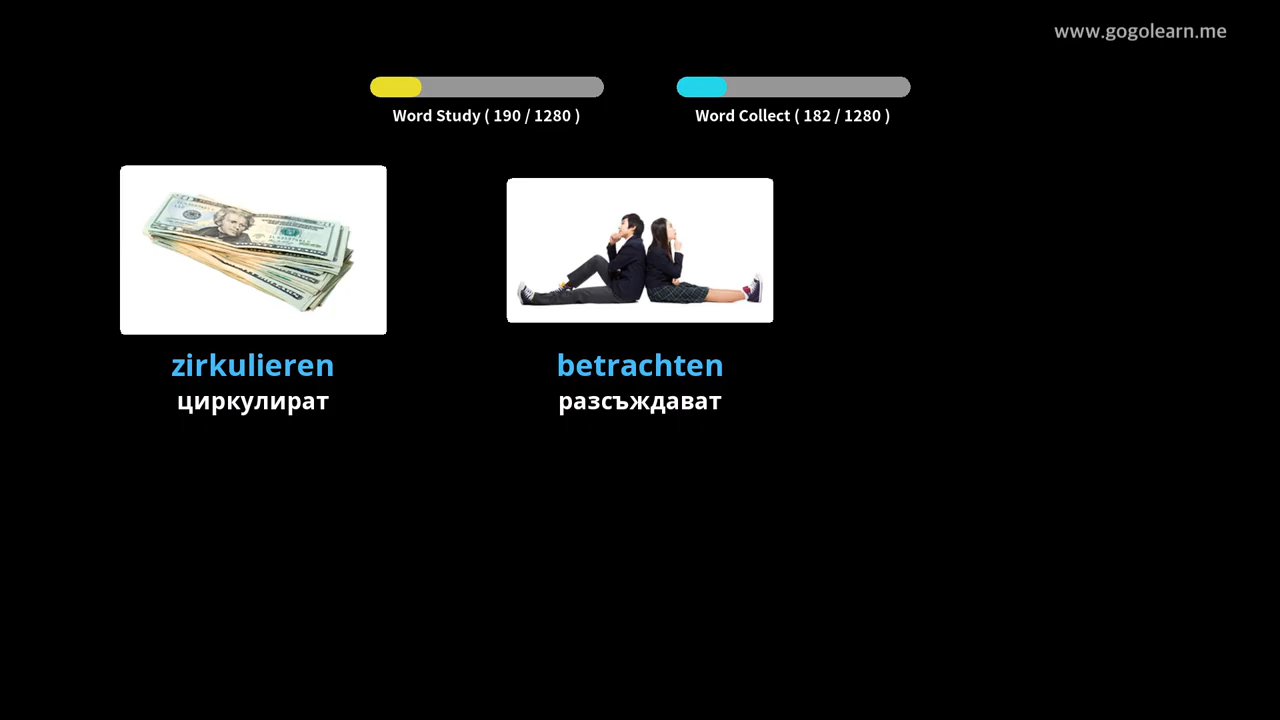 www.gogolearn.me
Word Study ( 190 / 1280 )
Word Collect ( 182 / 1280 )
zirkulieren
циркулират
betrachten
разсъждават